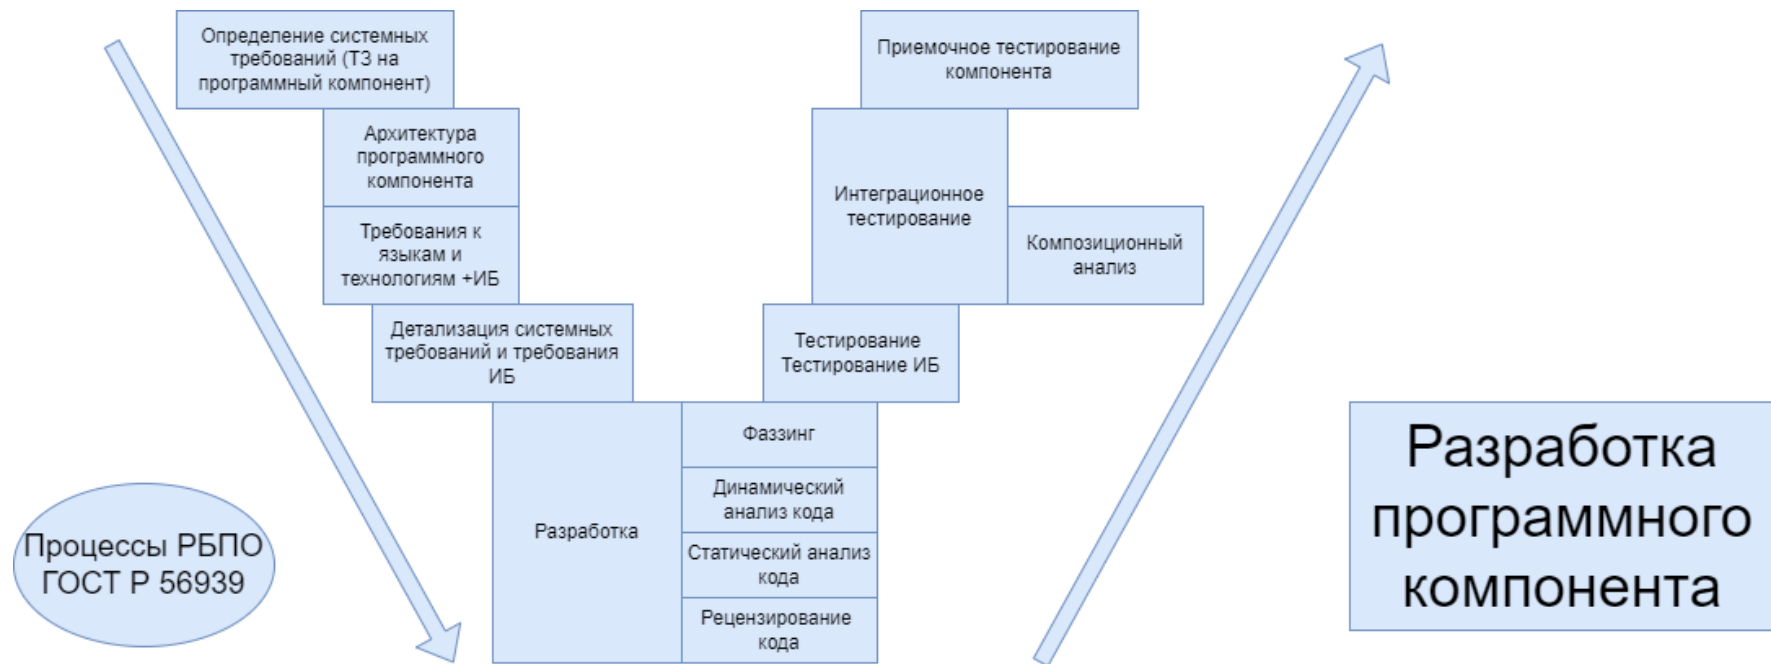 Определение системных
требований (ТЗ на
программный компонент)
Архитектура
программного
компонента
Требования к
языкам и
технологиям +ИБ
Детализация системных
требований и требования
ИБ
Разработка
Фаззинг
Динамический
анализ кода
Статический анализ
кода
Рецензирование
кода
Тестирование
Тестирование ИБ
Интеграционное
тестирование
Композиционный
анализ
Приемочное тестирование
компонента
Процессы РБПО
ГОСТ Р 56939
Разработка
программного
компонента